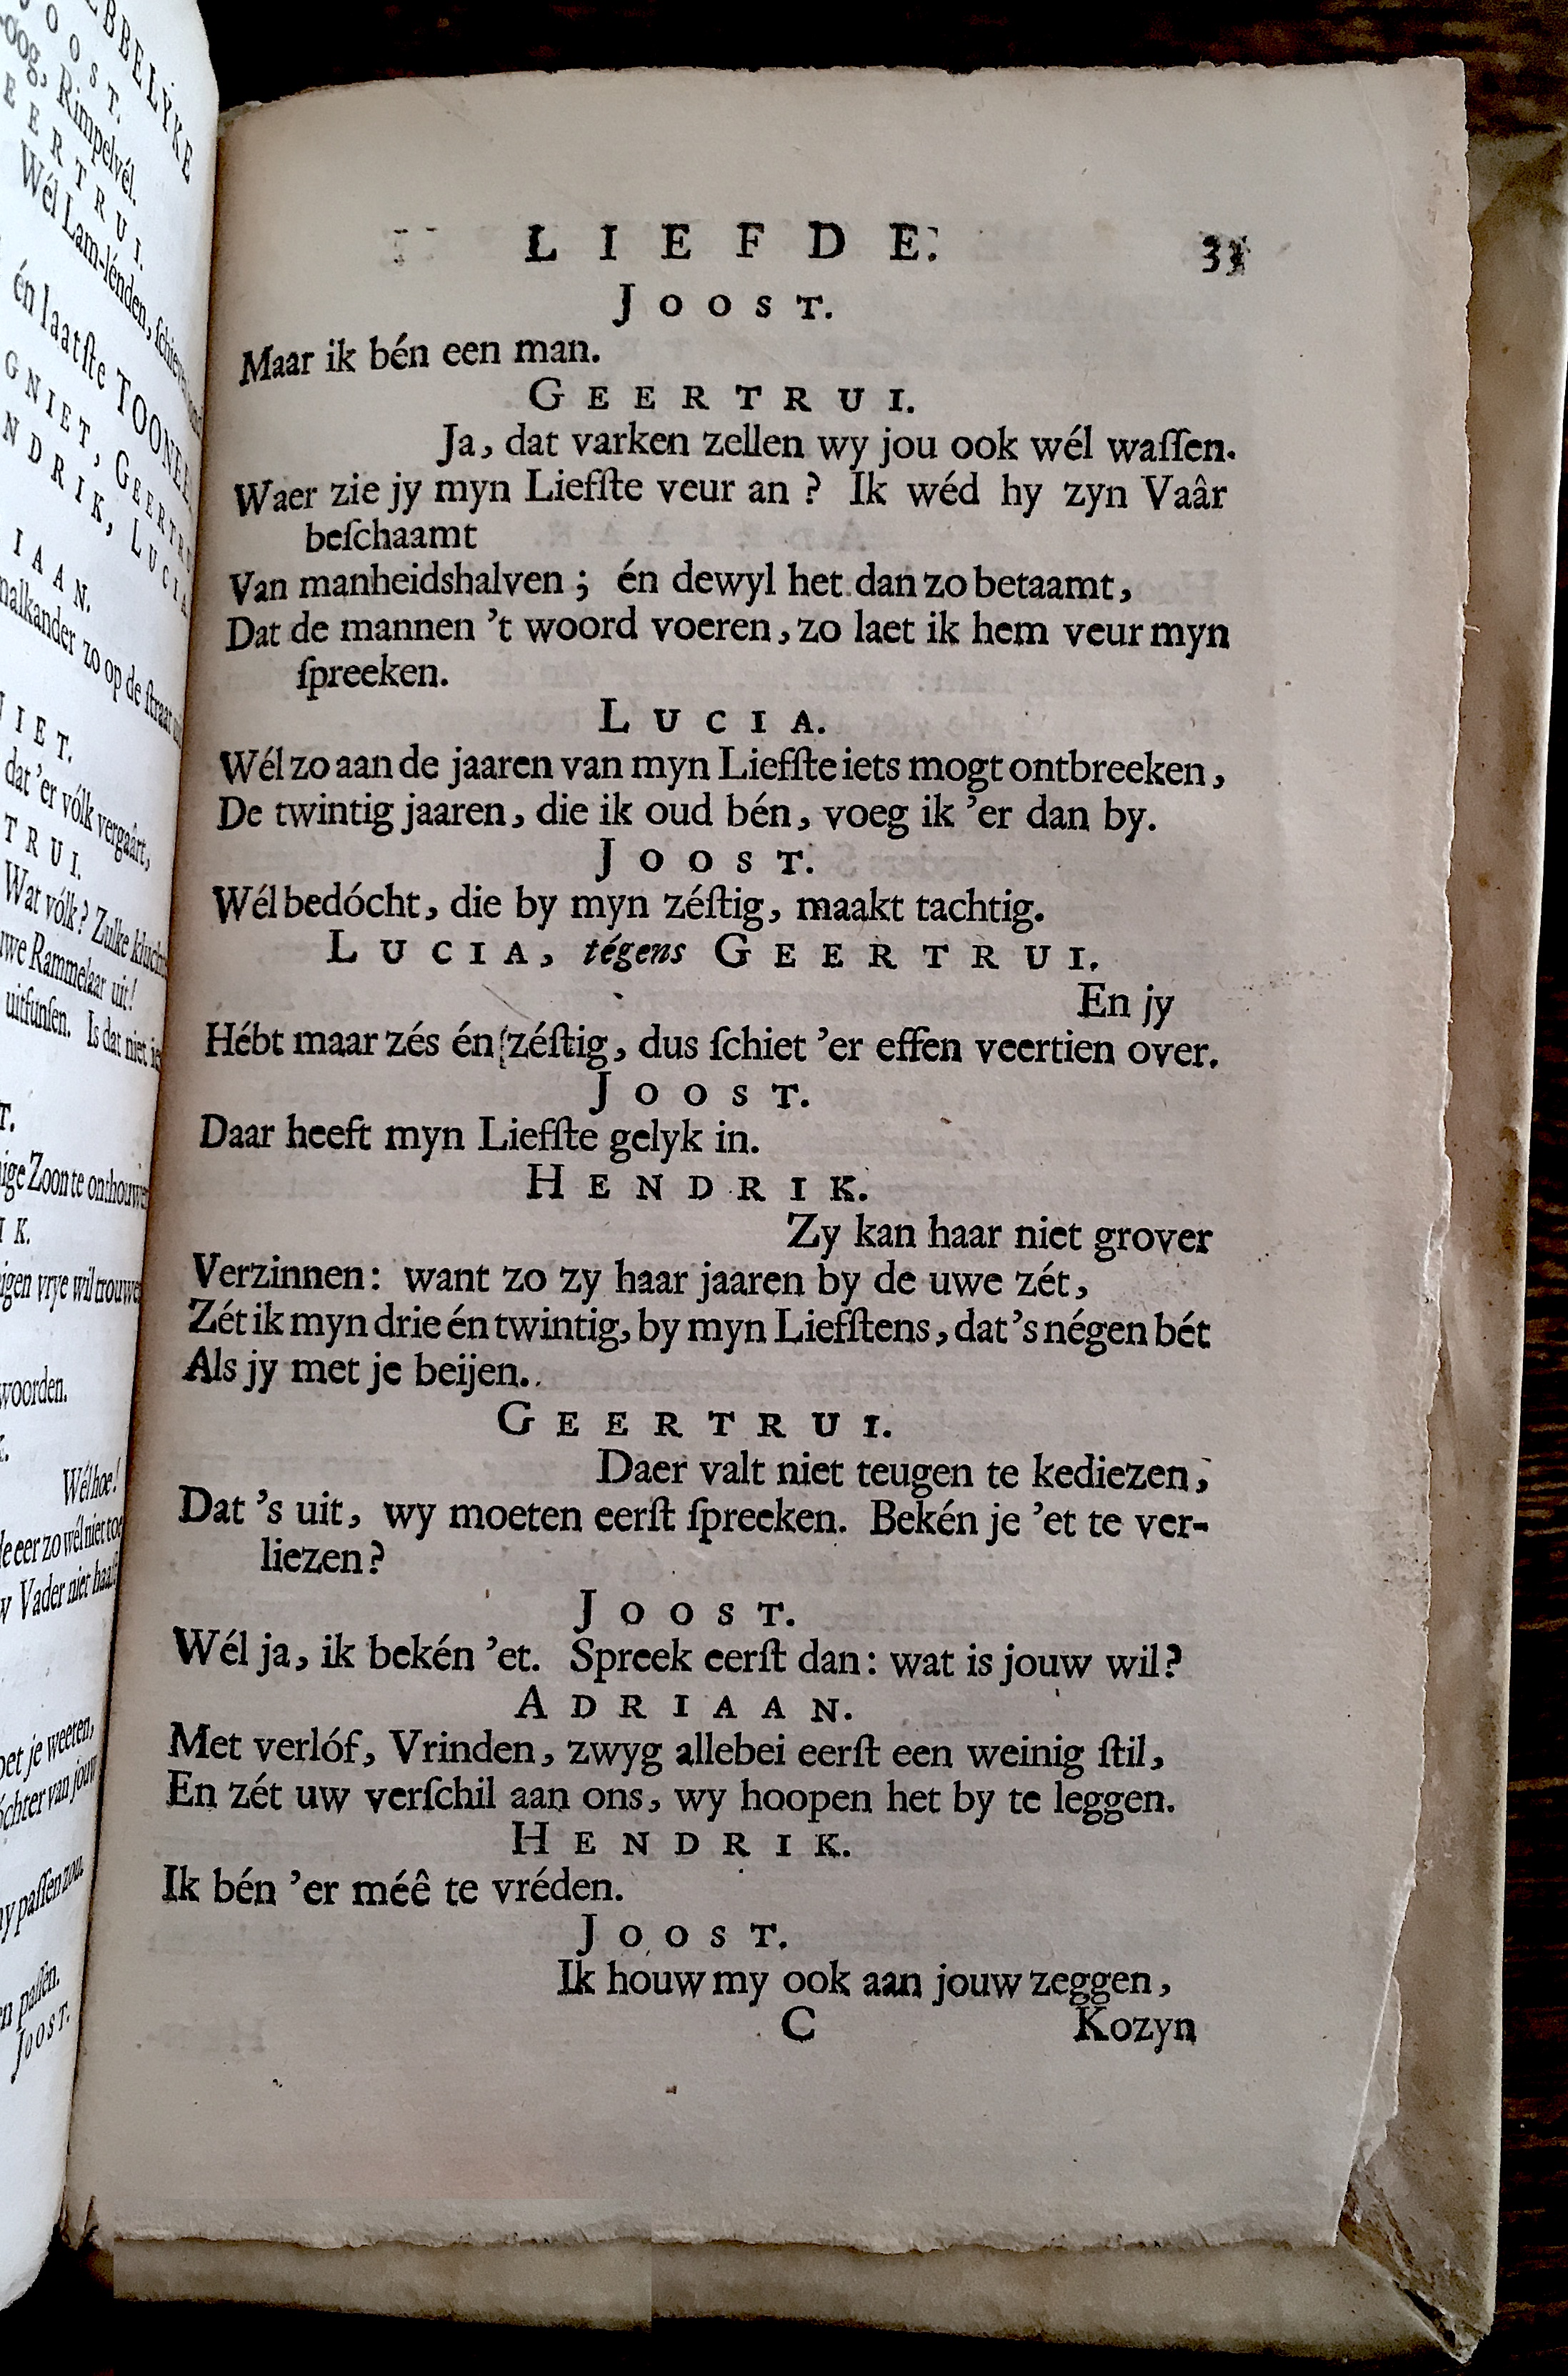 LIEFDE.
JOOST.
Maar ik bén een man.
GEERTRUI.
Ja, dat varken zellen wy jou ook wél waſſen.
Waer zie jy myn Liefſte veur an? Ik wéd hy zyn Vaâr
beſchaamt
Van manheidshalven; én dewyl het dan zo betaamt,
Dat de mannen 't woord voeren, zo laet ik hem veur myn
ſpreeken.
LUCIA.
Wél zo aan de jaaren van myn Liefſte iets mogt ontbreeken,
De twintig jaaren, die ik oud bén, voeg ik 'er dan by.
JOOST.
Wél bedócht, die by myn zéſtig, maakt tachtig.
LUCIA, tégens GEERTRUI.
En jy
Hébt maar zés én zéſtig, dus ſchiet 'er effen veertien over.
JOOST.
Daar heeft myn Liefſte gelyk in.
HENDRIK.
Zy kan haar niet grover
Verzinnen: want zo zy haar jaaren by de uwe zét,
Zét ik myn drie én twintig, by myn Liefſtens, dat 's négen bét
Als jy met je beijen.
GEERTRUI.
Daer valt niet teugen te kediezen,
Dat 's uit, wy moeten eerſt ſpreeken. Bekén je 'et te ver-
liezen?
JOOST.
Wél ja, ik bekén 'et. Spreek eerſt dan: wat is jouw wil?
ADRIAAN.
Met verlóf, Vrinden, zwyg allebei eerſt een weinig ſtil,
En zét uw verſchil aan ons, wy hoopen het by te leggen.
HENDRIK.
Ik bén 'er méê te vréden.
JOOST.
Ik houw my ook aan jouw zeggen,
C Kozyn